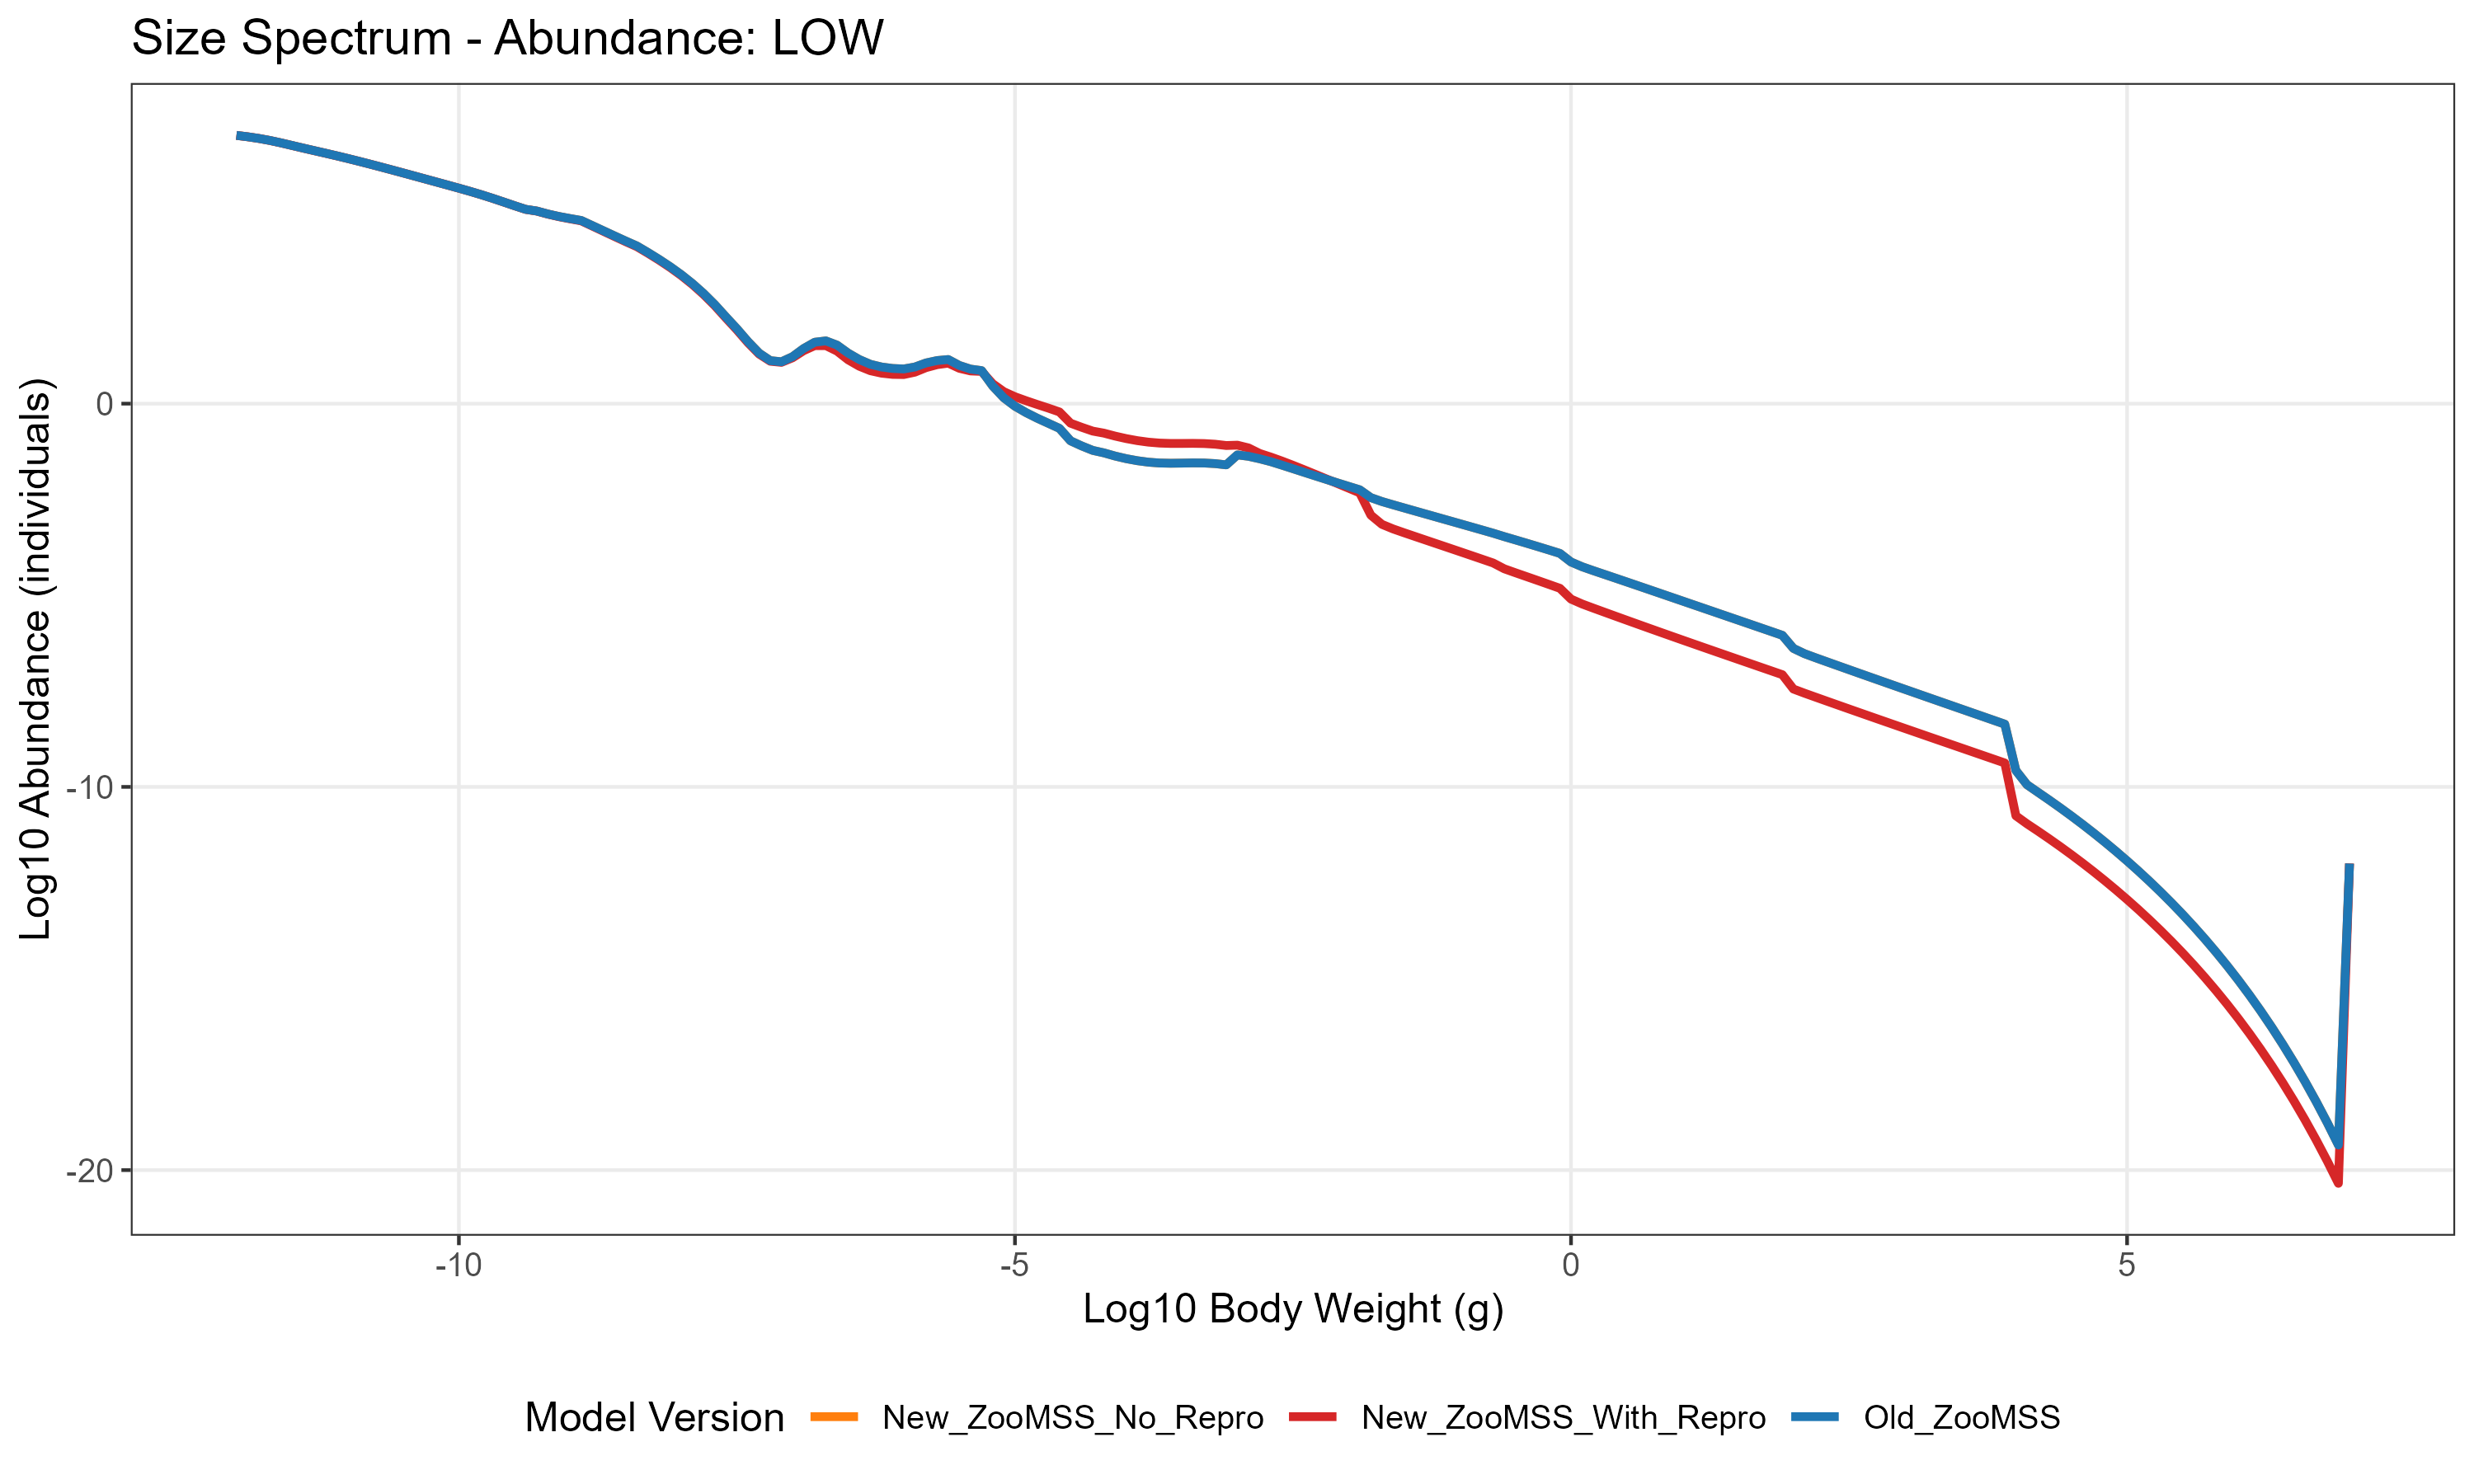 Size Spectrum - Abundance: LOW
Log10 Abundance (individuals)
0
-10
-20
-10
-5
0
5
Log10 Body Weight (g)
Model Version
New_ZooMSS_No_Repro
New_ZooMSS_With_Repro
Old_ZooMSS